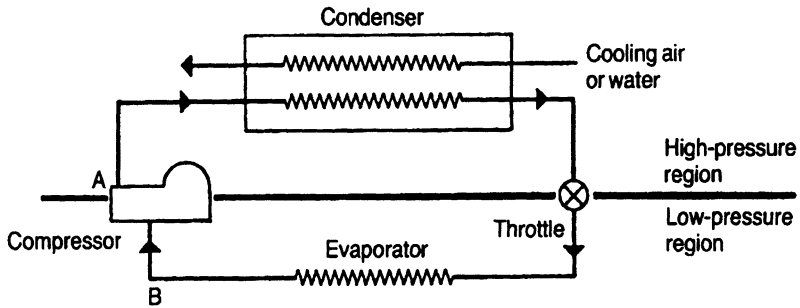 Condenser
Cooling air
or water
A
High-pressure
region
Compressor
Throttle
Low-pressure
region
Evaporator
B